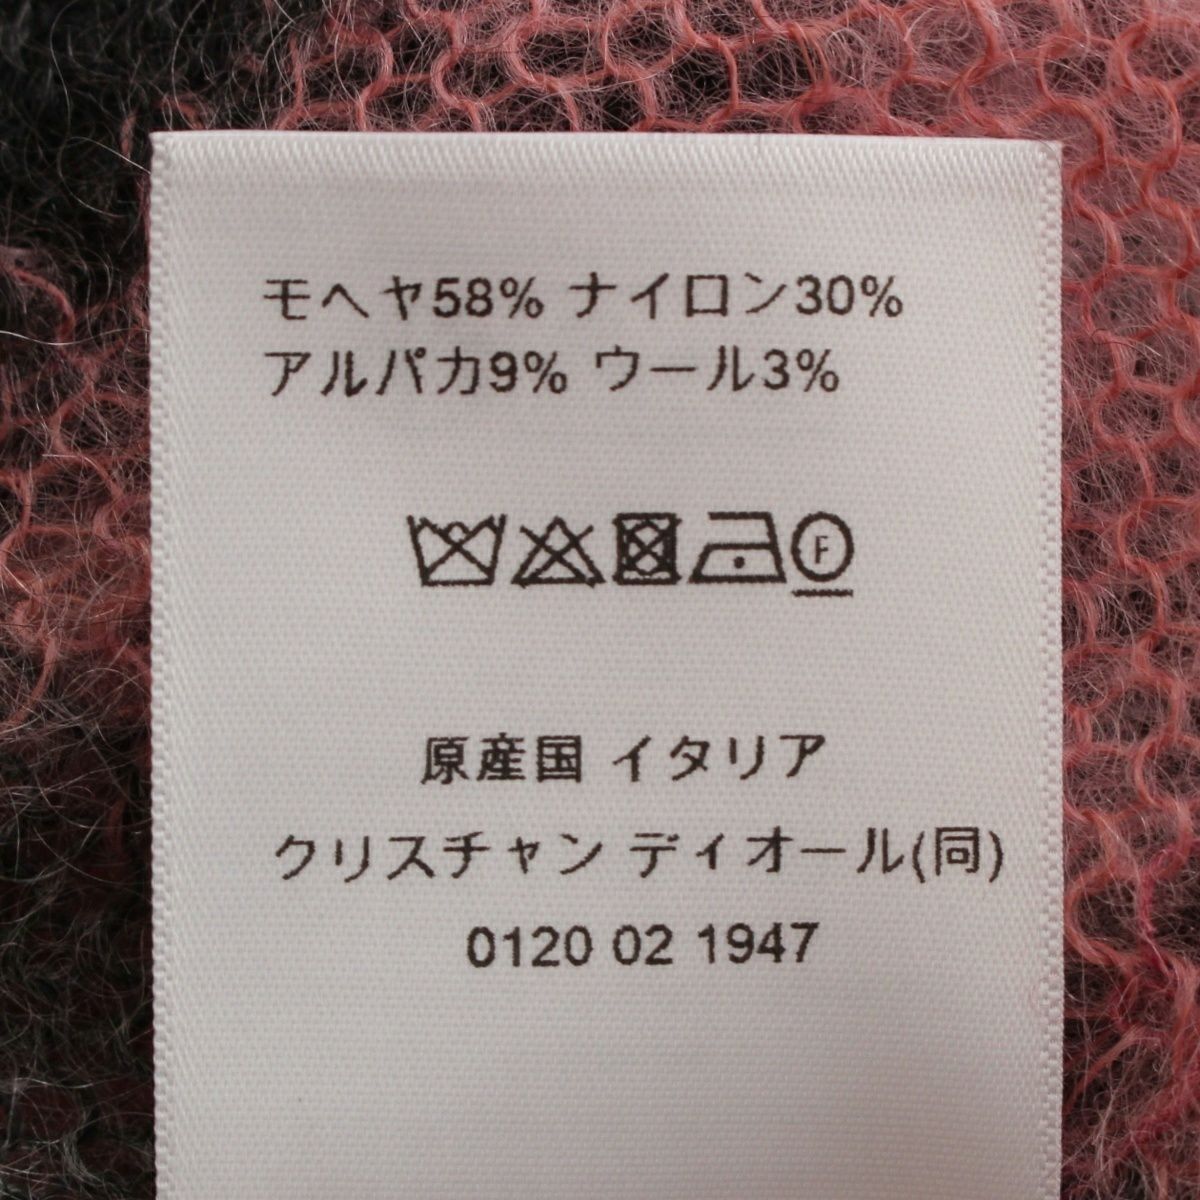 モヘヤ58% ナイロン30%
アルパカ9% ウール3%
F
原産国 イタリア
クリスチャン ディオール(同)
0120 02 1947